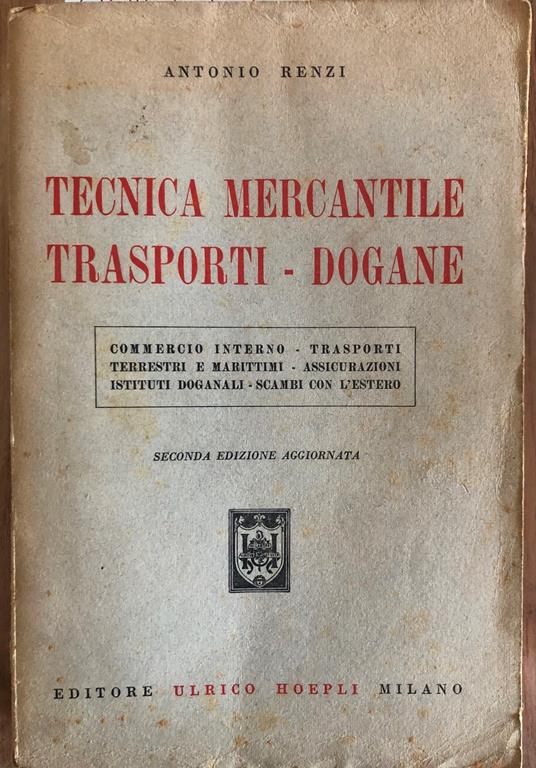 ANTONIO RENZI
TECNICA MERCANTILE
TRASPORTI - DOGANE
COMMERCIO INTERNO - TRASPORTI
TERRESTRI E MARITTIMI - ASSICURAZIONI
ISTITUTI DOGANALI - SCAMBI CON L'ESTERO
SECONDA EDIZIONE AGGIORNATA
EDITORE ULRICO HOEPLI MILANO